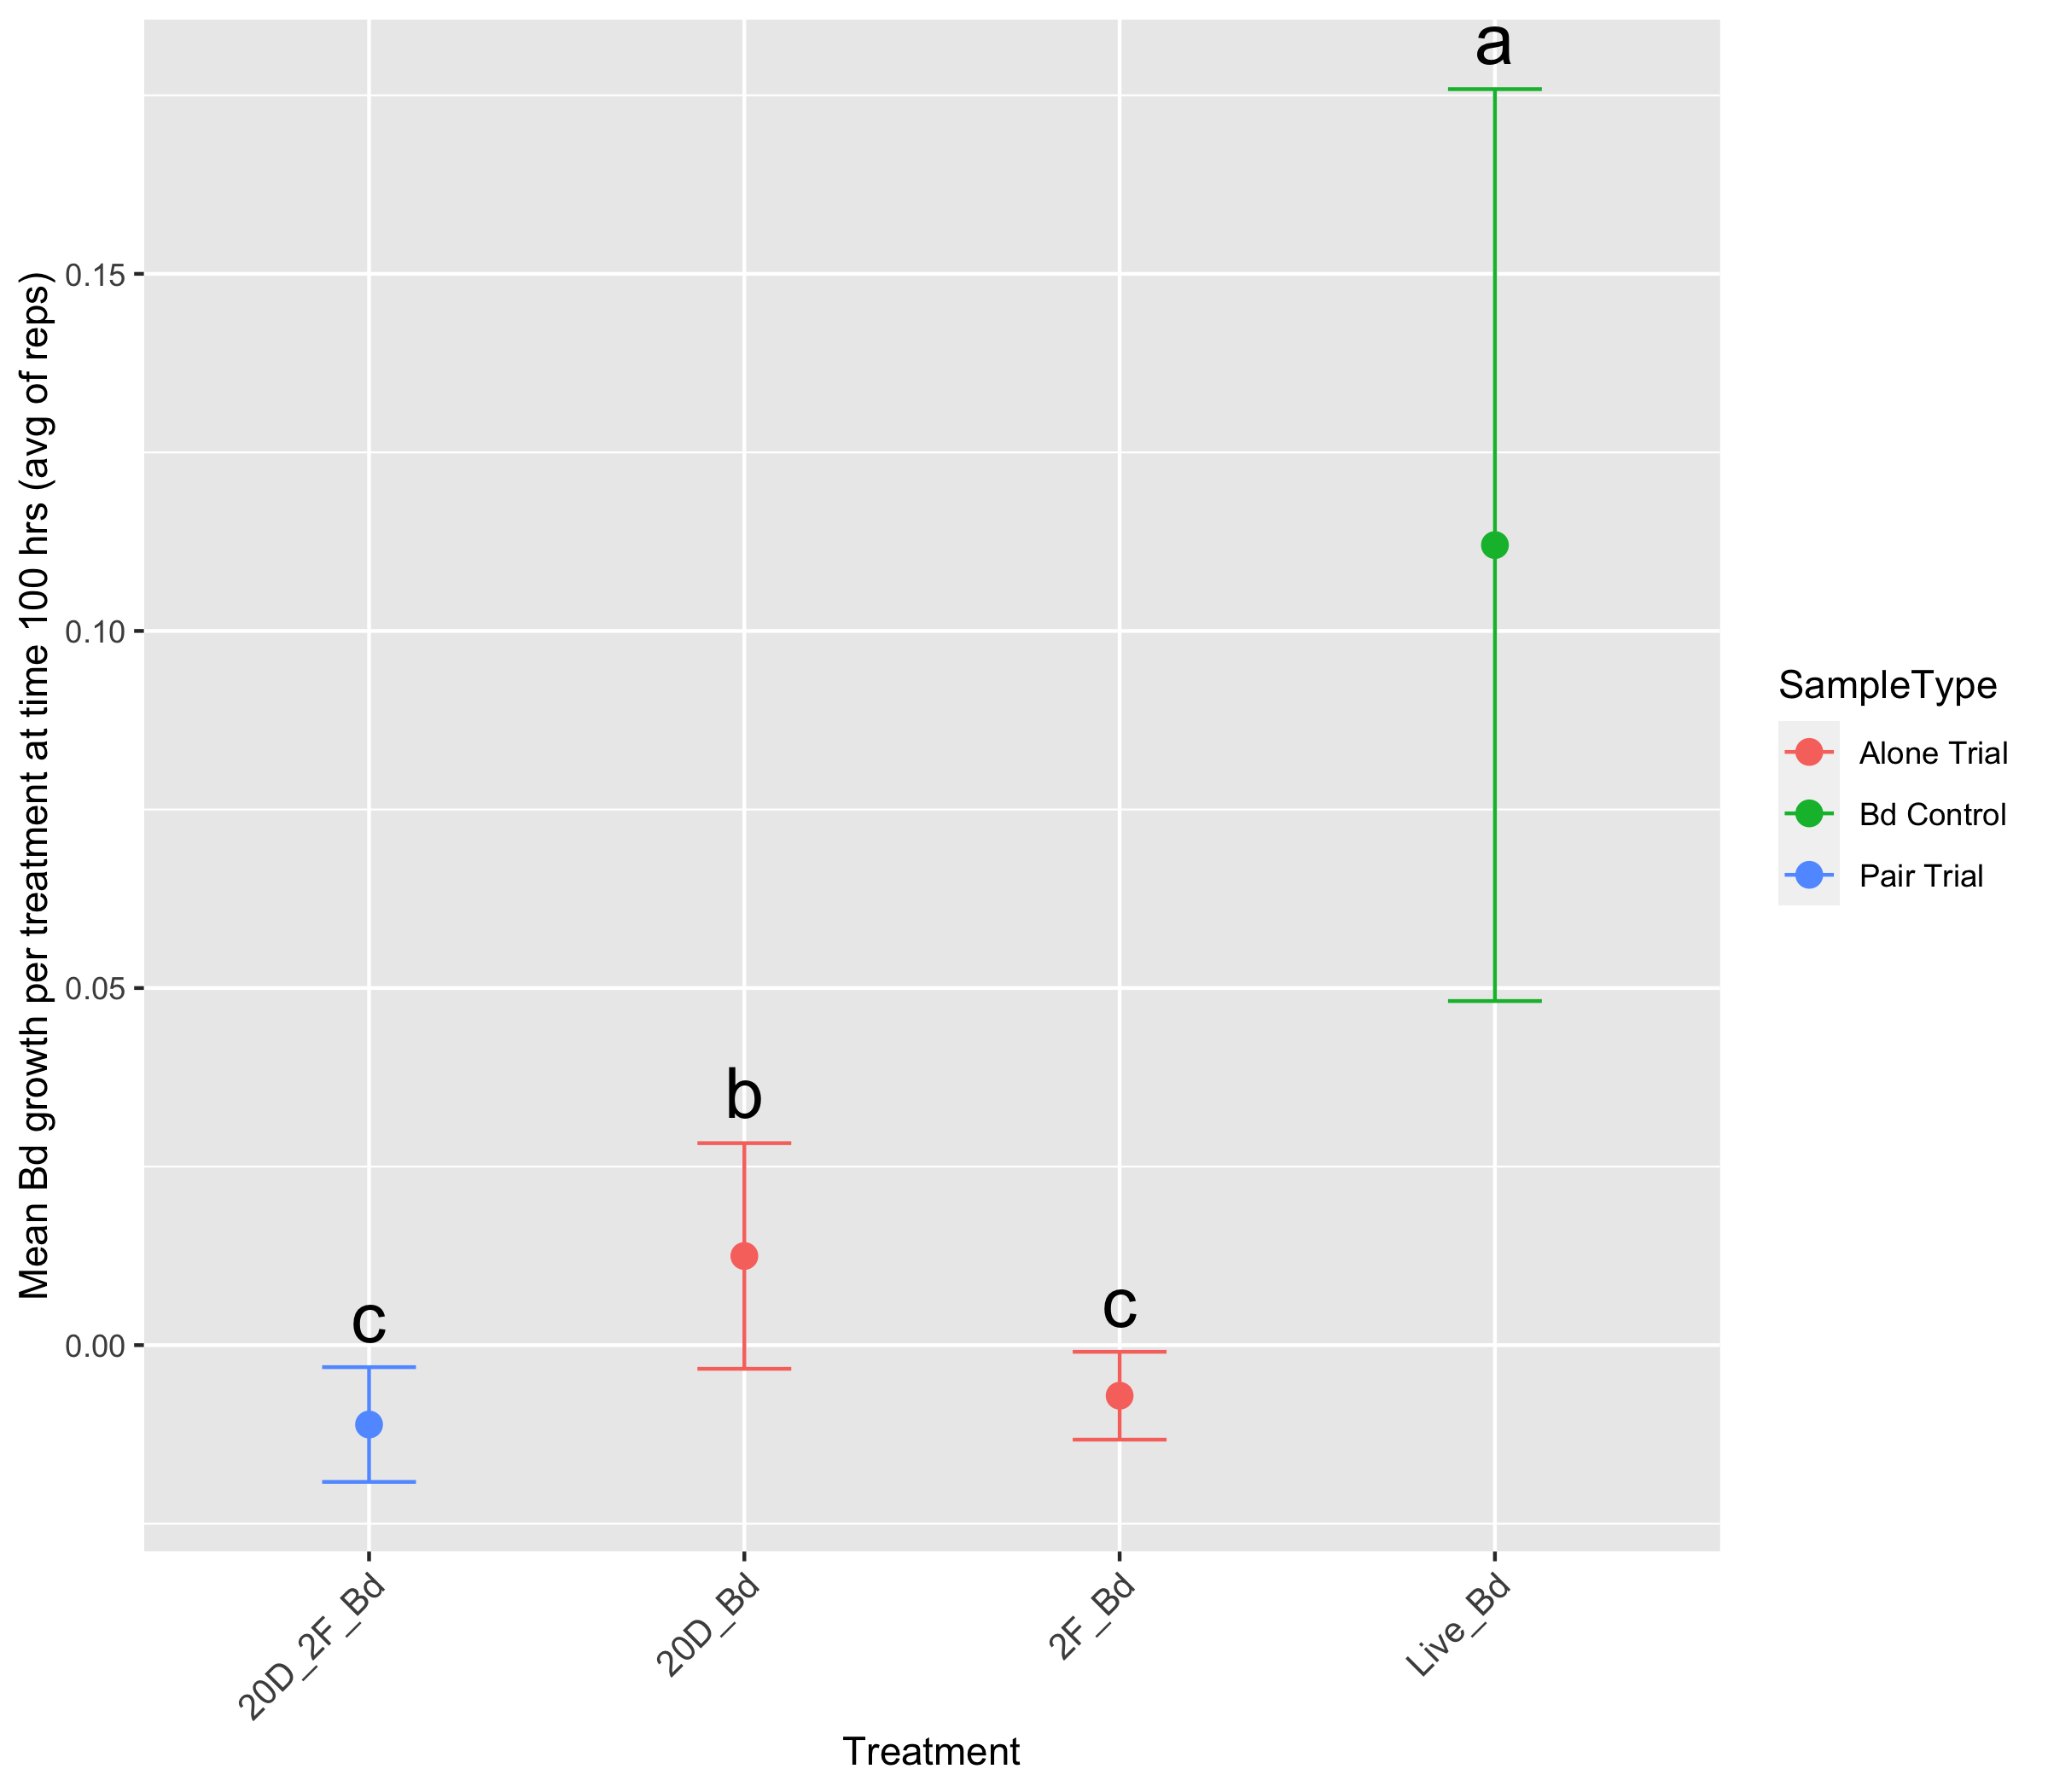 Mean Bd growth per treatment at time 100 hrs (avg of reps)
0.15
0.10
0.05
0.00
a
b
c
c
20D_2F_Bd
20D_Bd
2F_Bd
Live_Bd
Treatment
SampleType
Alone Trial
Bd Control
Pair Trial